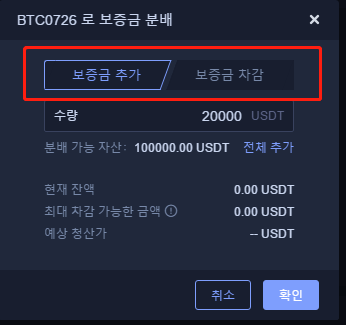 BTC0726 로 보증금 분배
보증금 추가 보증금 차감
수량 20000 USDT
분배 가능 자산: 100000.00 USDT 전체 추가
현재 잔액 0.00 USDT
최대 차감 가능한 금액 0.00 USDT
예상 청산가 -- USDT
취소 확인